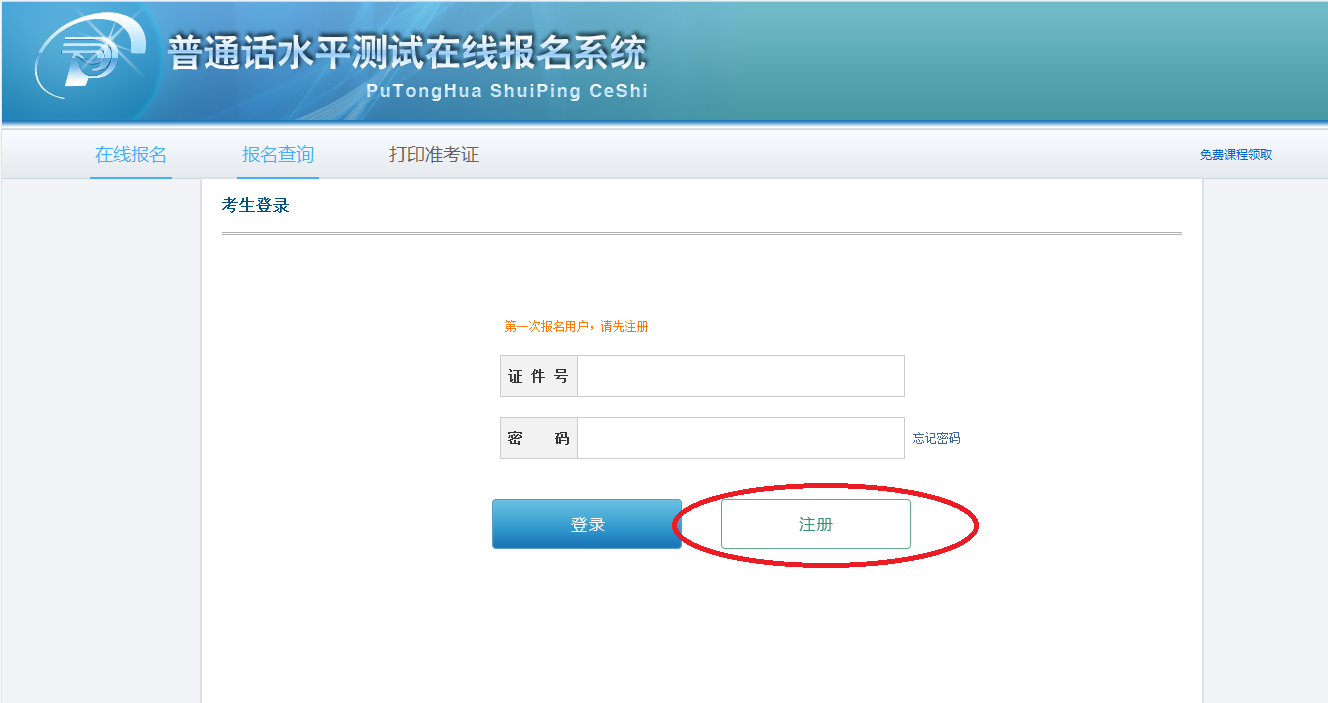 普通话水平测试在线报名系统
PuTongHua ShuiPing CeShi
在线报名 报名查询 打印准考证 免费课程领取
考生登录
第一次报名用户，请先注册
证 件 号
密 码 忘记密码
登录 注册